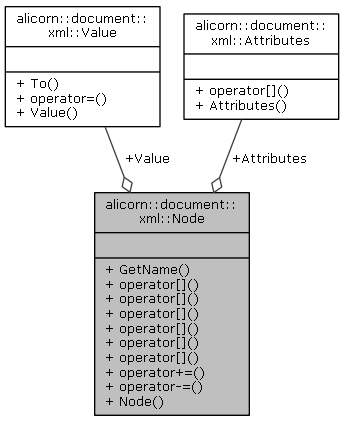 alicorn::document::
xml::Value
+ To()
+ operator=()
+ Value()
alicorn::document::
xml::Attributes
+ operator[]()
+ Attributes()
+Value
+Attributes
alicorn::document::
xml::Node
+ GetName()
+ operator[]()
+ operator[]()
+ operator[]()
+ operator[]()
+ operator[]()
+ operator[]()
+ operator+=()
+ operator-=()
+ Node()